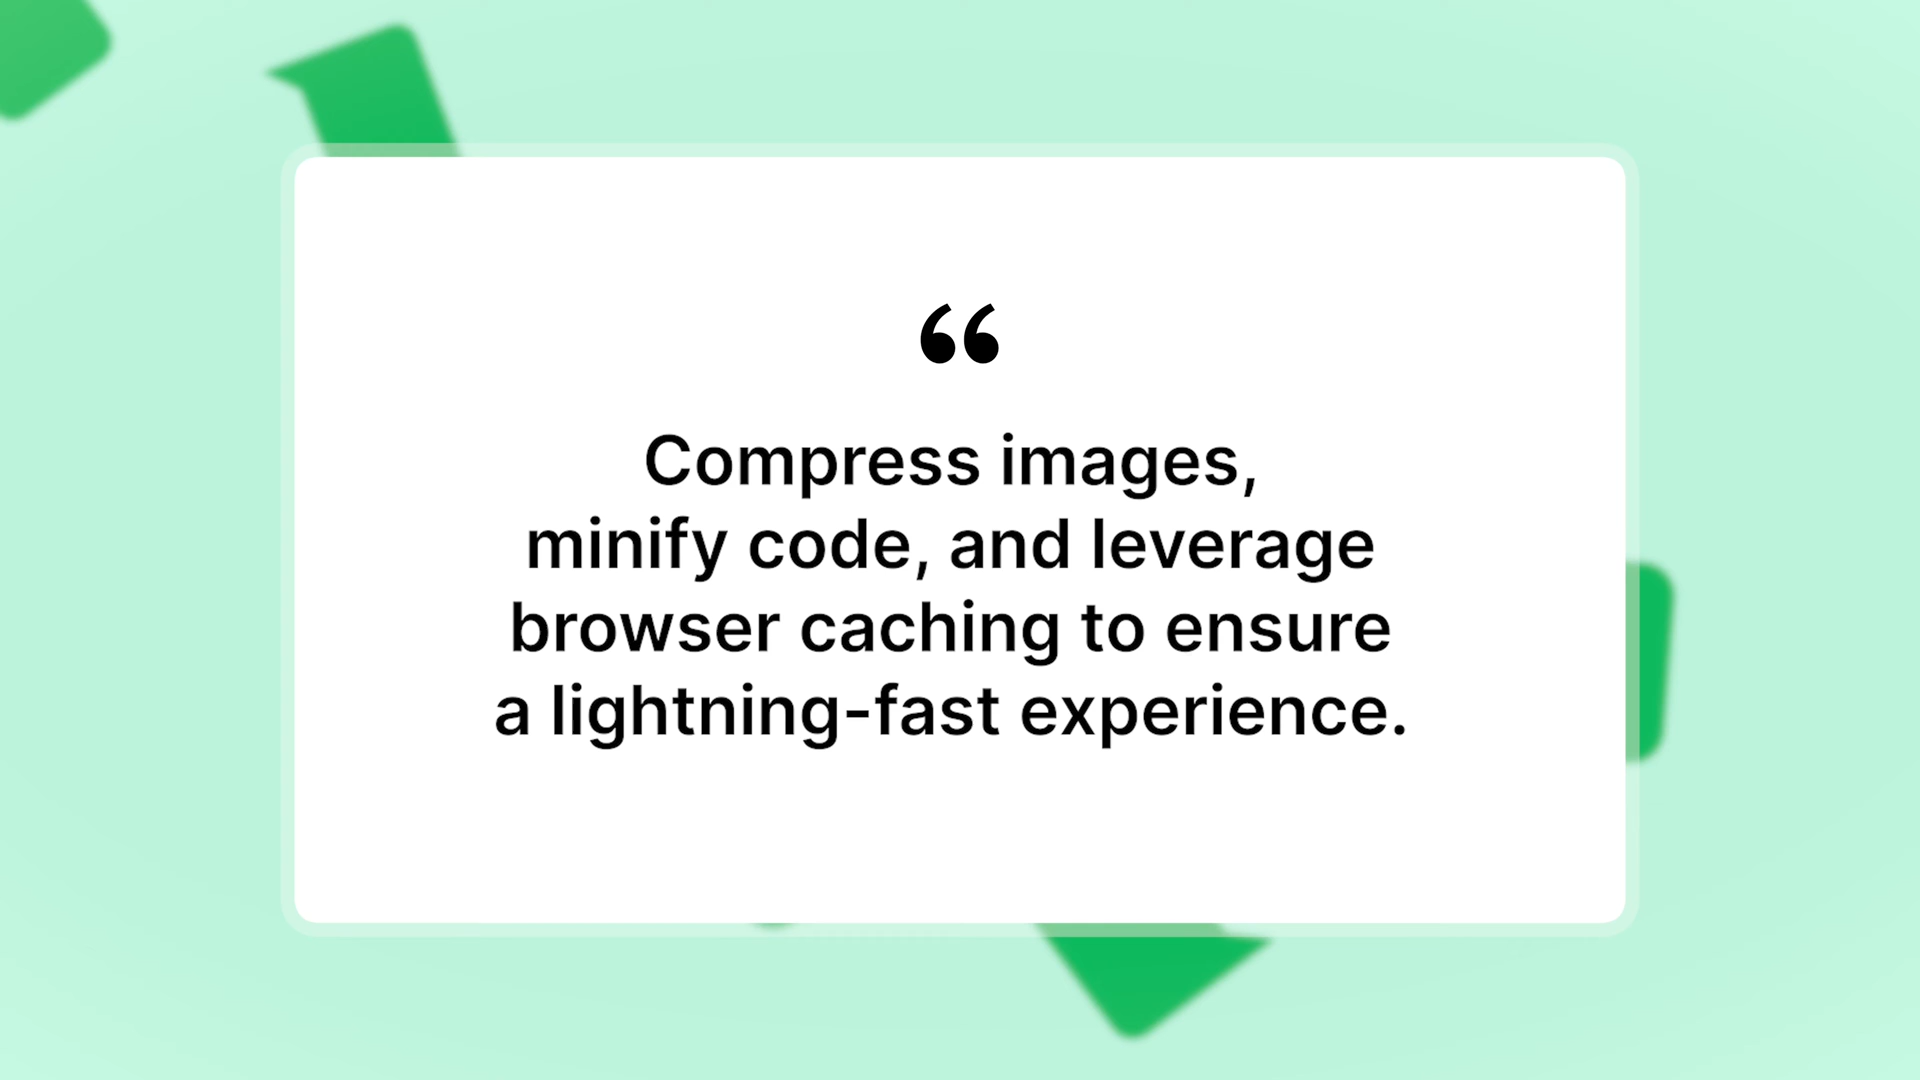 “
Compress images,
minify code, and leverage
browser caching to ensure
a lightning-fast experience.